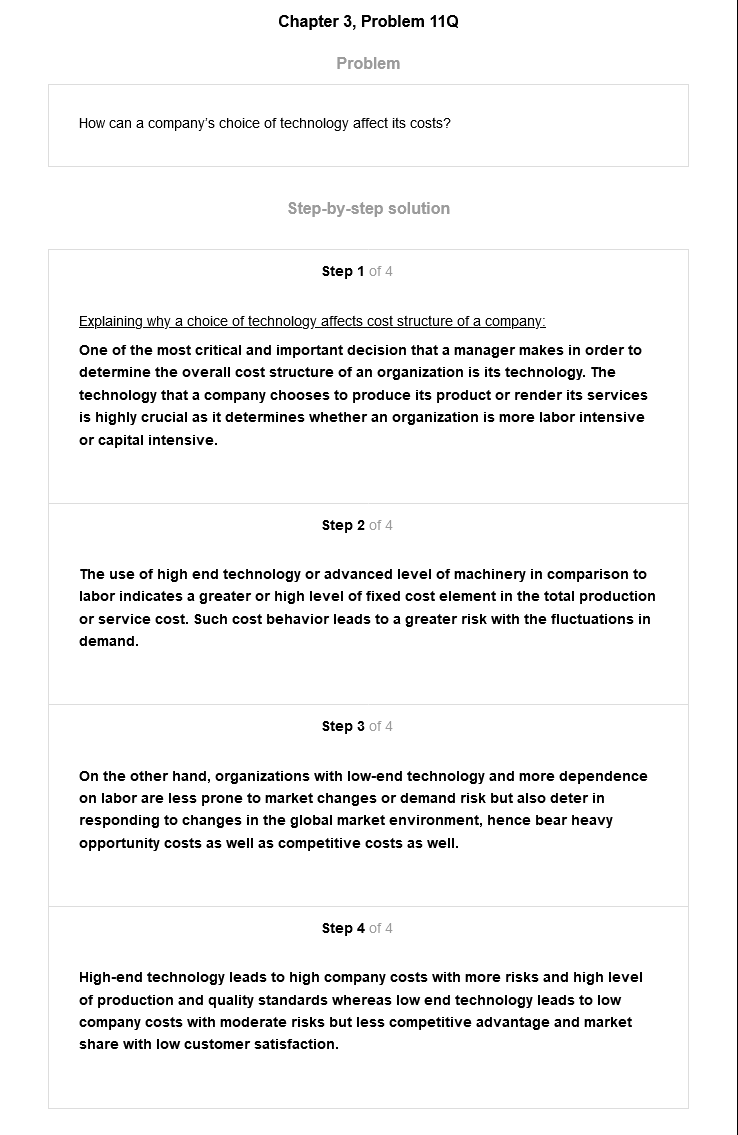 Chapter 3, Problem 11Q
Problem
How can a company's choice of technology affect its costs?
Step-by-step solution
Step 1 of 4
Explaining why a choice of technology affects cost structure of a company:
One of the most critical and important decision that a manager makes in order to
determine the overall cost structure of an organization is its technology. The
technology that a company chooses to produce its product or render its services
is highly crucial as it determines whether an organization is more labor intensive
or capital intensive.
Step 2 of 4
The use of high end technology or advanced level of machinery in comparison to
labor indicates a greater or high level of fixed cost element in the total production
or service cost. Such cost behavior leads to a greater risk with the fluctuations in
demand.
Step 3 of 4
On the other hand, organizations with low-end technology and more dependence
on labor are less prone to market changes or demand risk but also deter in
responding to changes in the global market environment, hence bear heavy
opportunity costs as well as competitive costs as well.
Step 4 of 4
High-end technology leads to high company costs with more risks and high level
of production and quality standards whereas low end technology leads to low
company costs with moderate risks but less competitive advantage and market
share with low customer satisfaction.